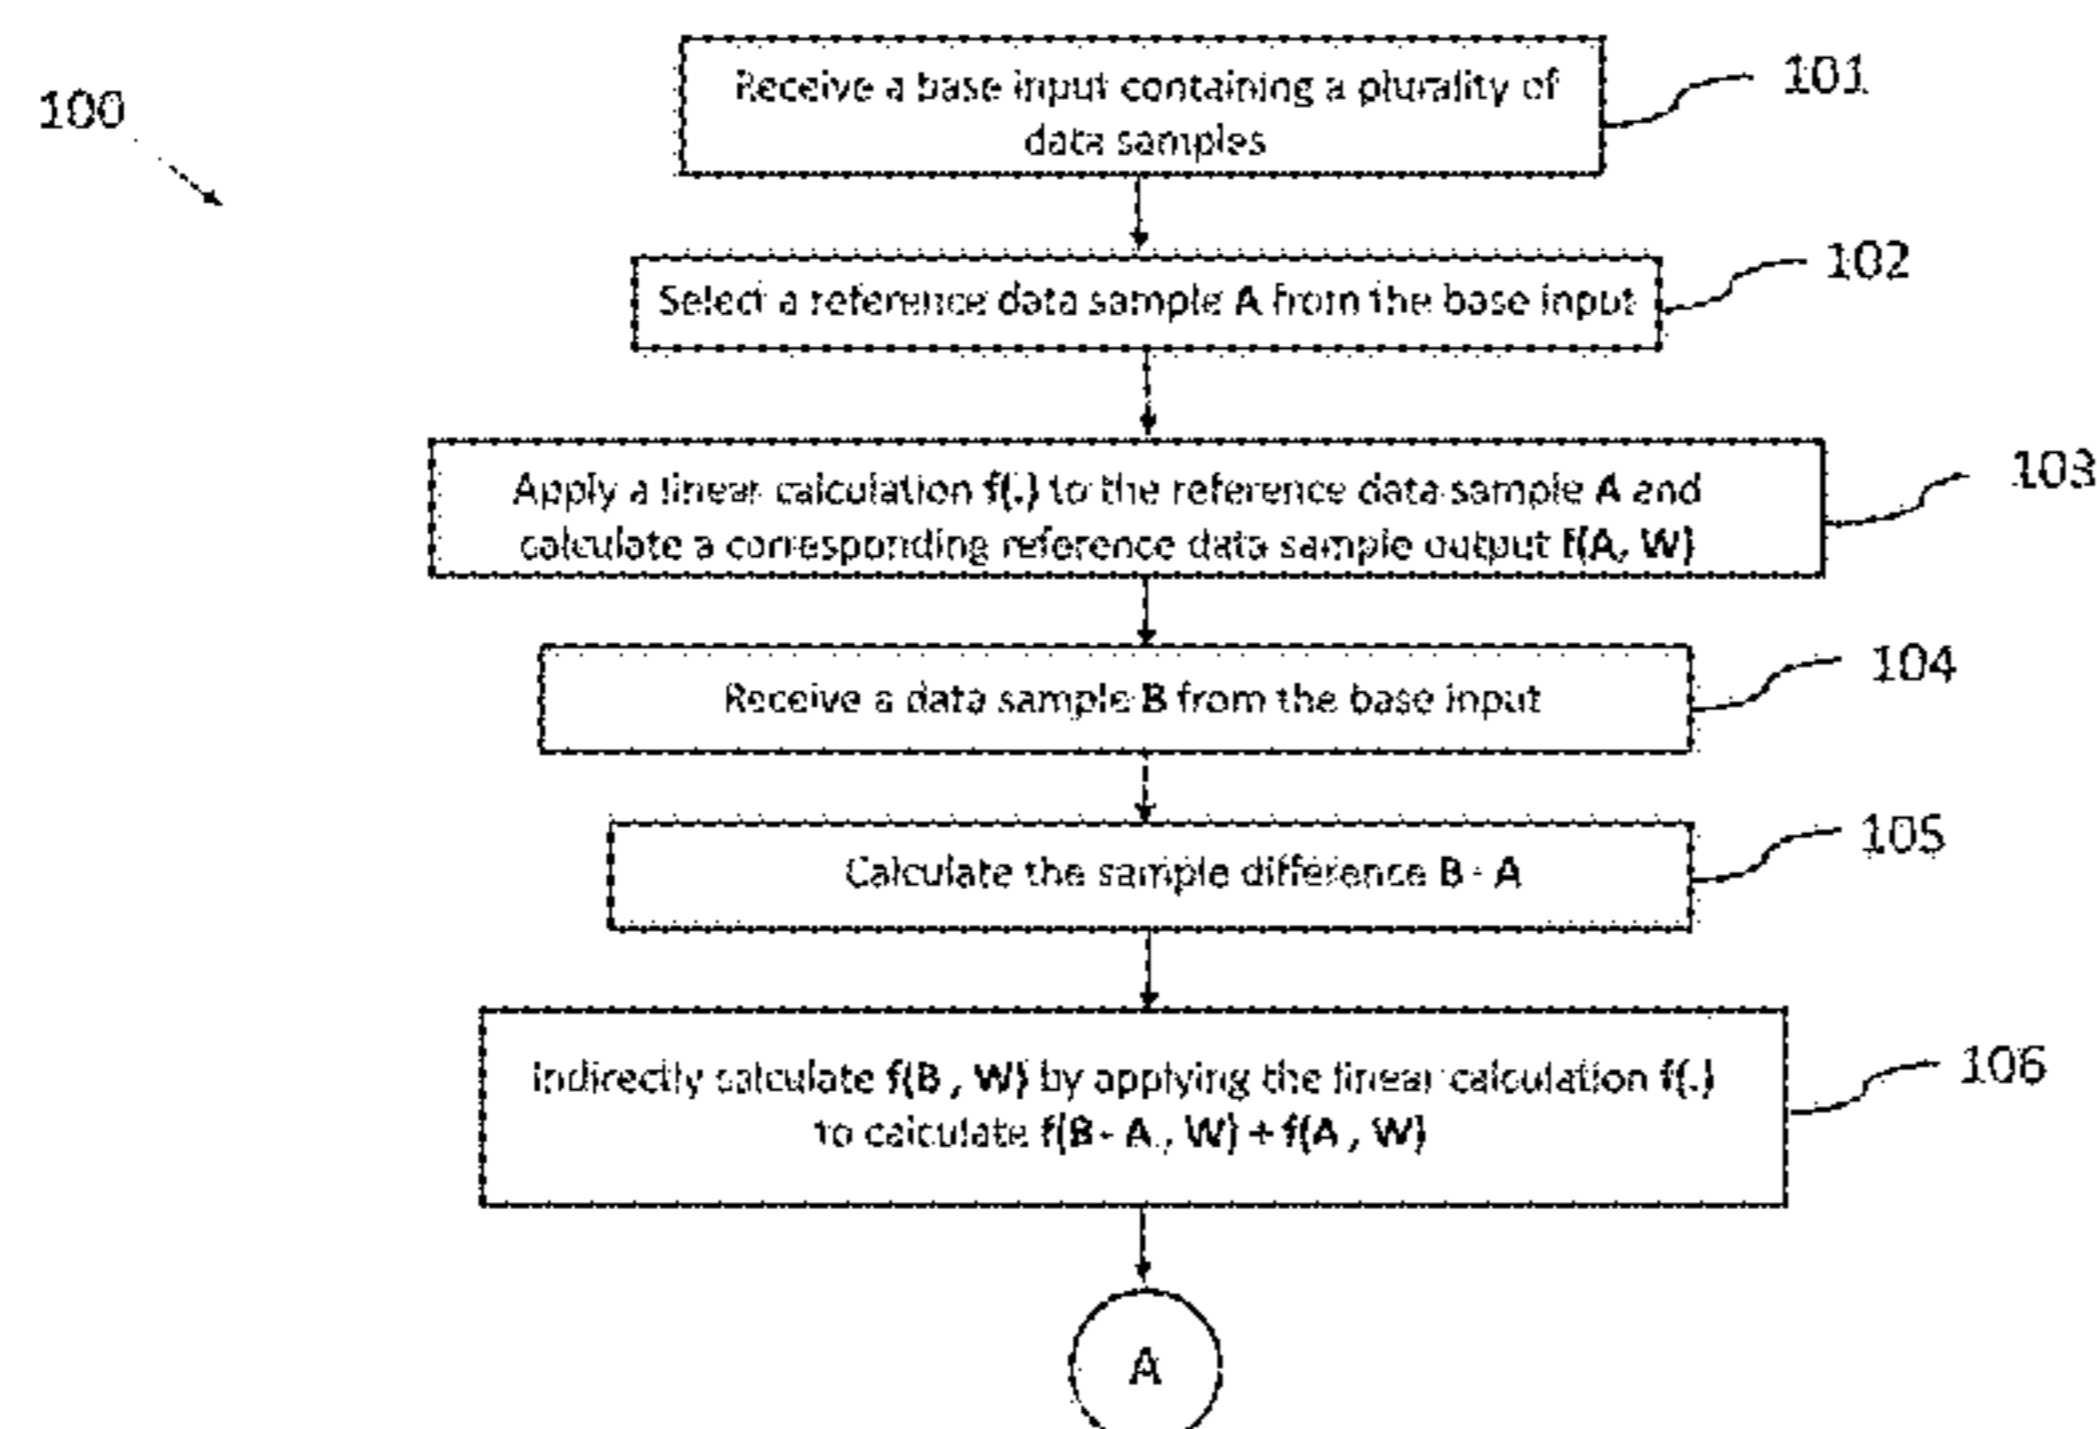 100
Receive a base input containing a plurality of
data samples
101
Select a reference data sample A from the base input
102
Apply a linear calculation f(.) to the reference data sample A and
calculate a corresponding reference data sample output f(A, W)
103
Receive a data sample B from the base input
104
Calculate the sample difference B - A
105
Indirectly calculate f(B , W) by applying the linear calculation f(.)
to calculate f(B - A , W) + f(A , W)
106
A